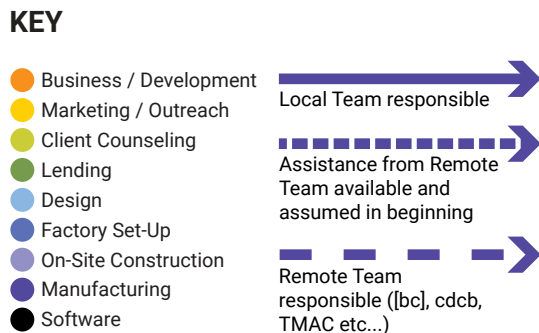 KEY
Business / Development
Marketing / Outreach
Client Counseling
Lending
Design
Factory Set-Up
On-Site Construction
Manufacturing
Software
Local Team responsible
Assistance from Remote
Team available and
assumed in beginning
Remote Team
responsible ([bc], cdcb,
TMAC etc...)